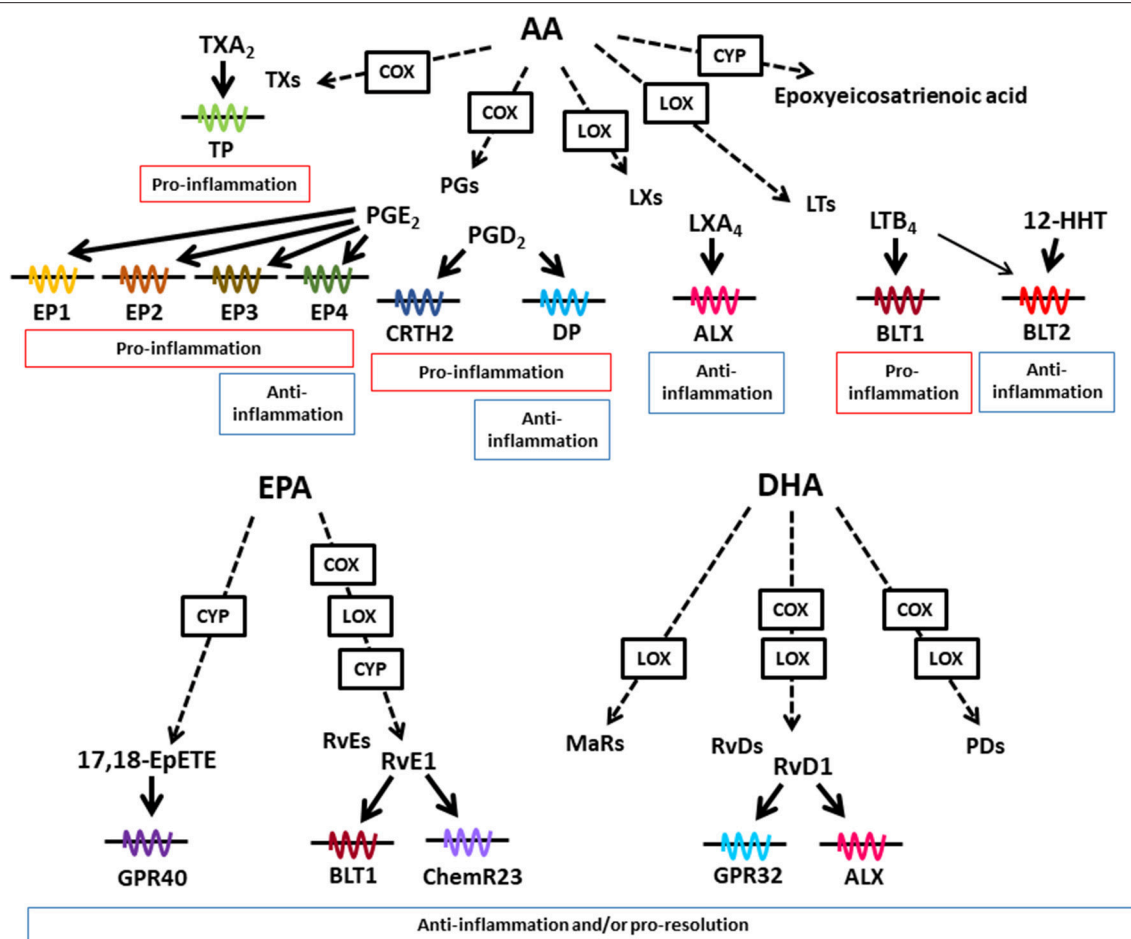 AA
TXA2
TXs
COX
CYP
Epoxyeicosatrienoic acid
TP
Pro-inflammation
COX
LOX
LOX
PGs
LXs
LTs
PGE2
PGD2
LXA4
LTB4
12-HHT
EP1
EP2
EP3
EP4
CRTH2
DP
ALX
BLT1
BLT2
Pro-inflammation
Anti-
inflammation
Pro-inflammation
Anti-
inflammation
Anti-
inflammation
Pro-
inflammation
Anti-
inflammation
EPA
CYP
COX
LOX
CYP
17,18-EpETE
RvEs
RvE1
GPR40
BLT1
ChemR23
DHA
LOX
COX
LOX
COX
LOX
MaRs
RvDs
RvD1
PDs
GPR32
ALX
Anti-inflammation and/or pro-resolution